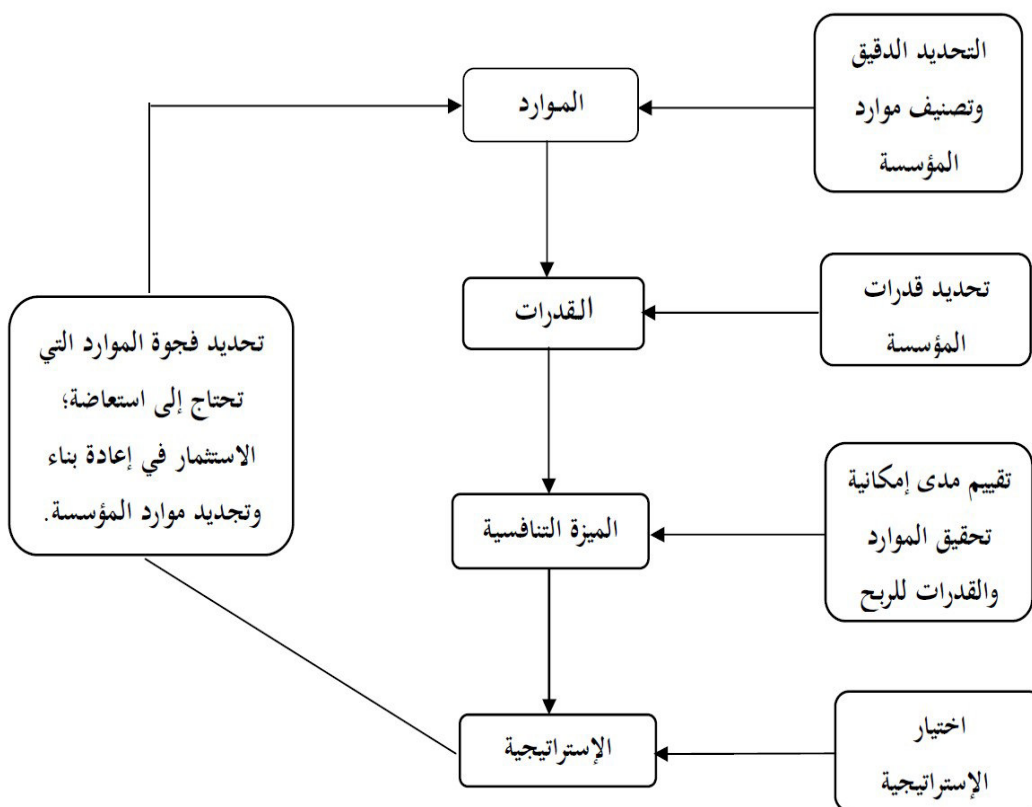 التحديد الدقيق
وتصنيف موارد
المؤسسة
الموارد
تحديد قدرات
المؤسسة
القدرات
تحديد فجوة الموارد التي
تحتاج إلى استعاضة؛
الاستثمار في إعادة بناء
وتجديد موارد المؤسسة.
تقييم مدى إمكانية
تحقيق الموارد
والقدرات للربح
الميزة التنافسية
اختيار
الإستراتيجية
الإستراتيجية